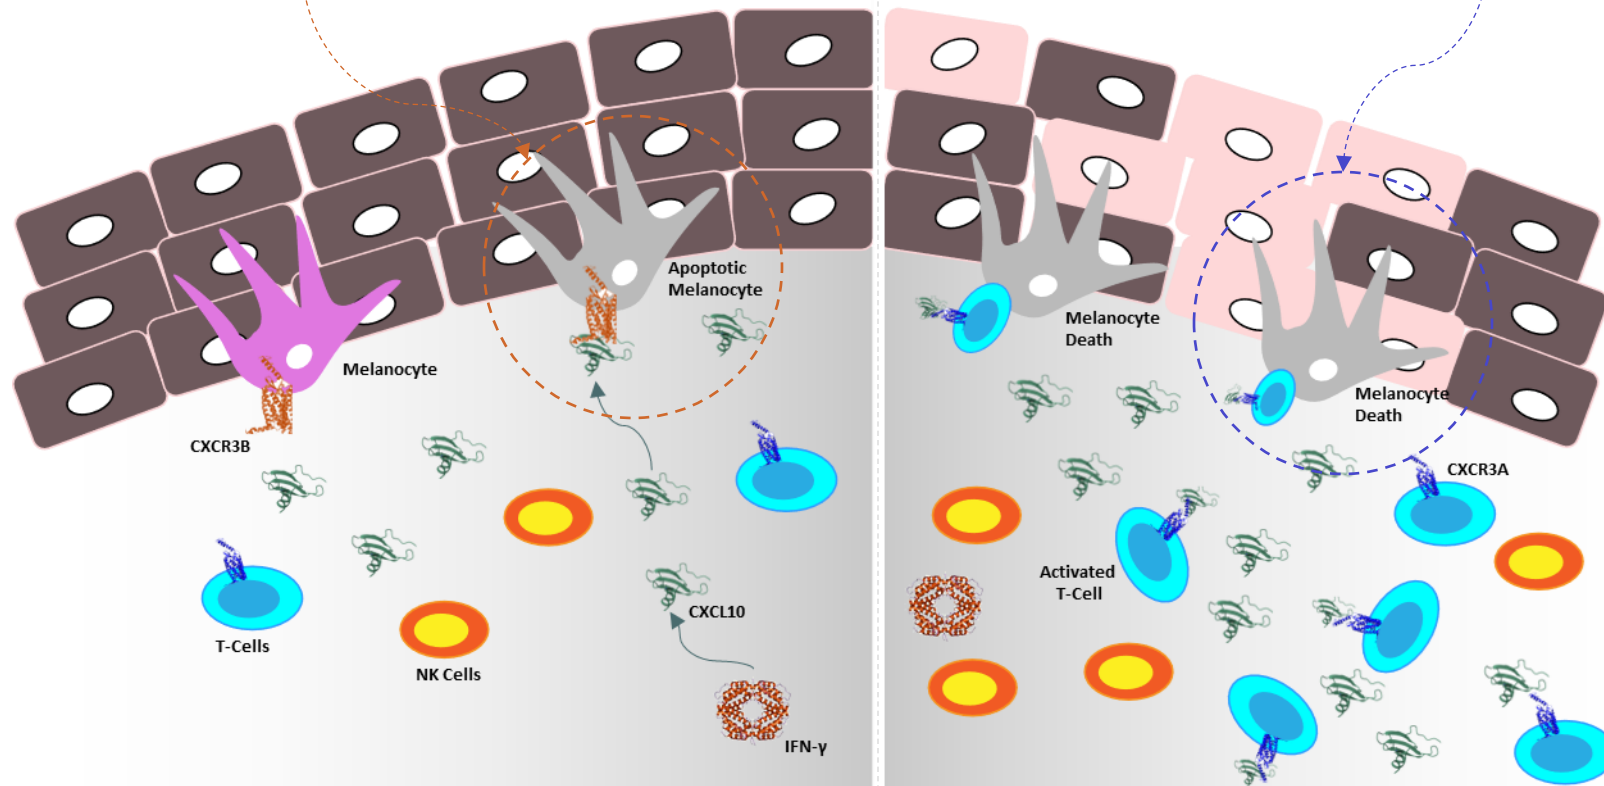 Apoptotic
Melanocyte
Melanocyte
CXCR3B
T-Cells
NK Cells
CXCL10
IFN-γ
Melanocyte
Death
Melanocyte
Death
CXCR3A
Activated
T-Cell